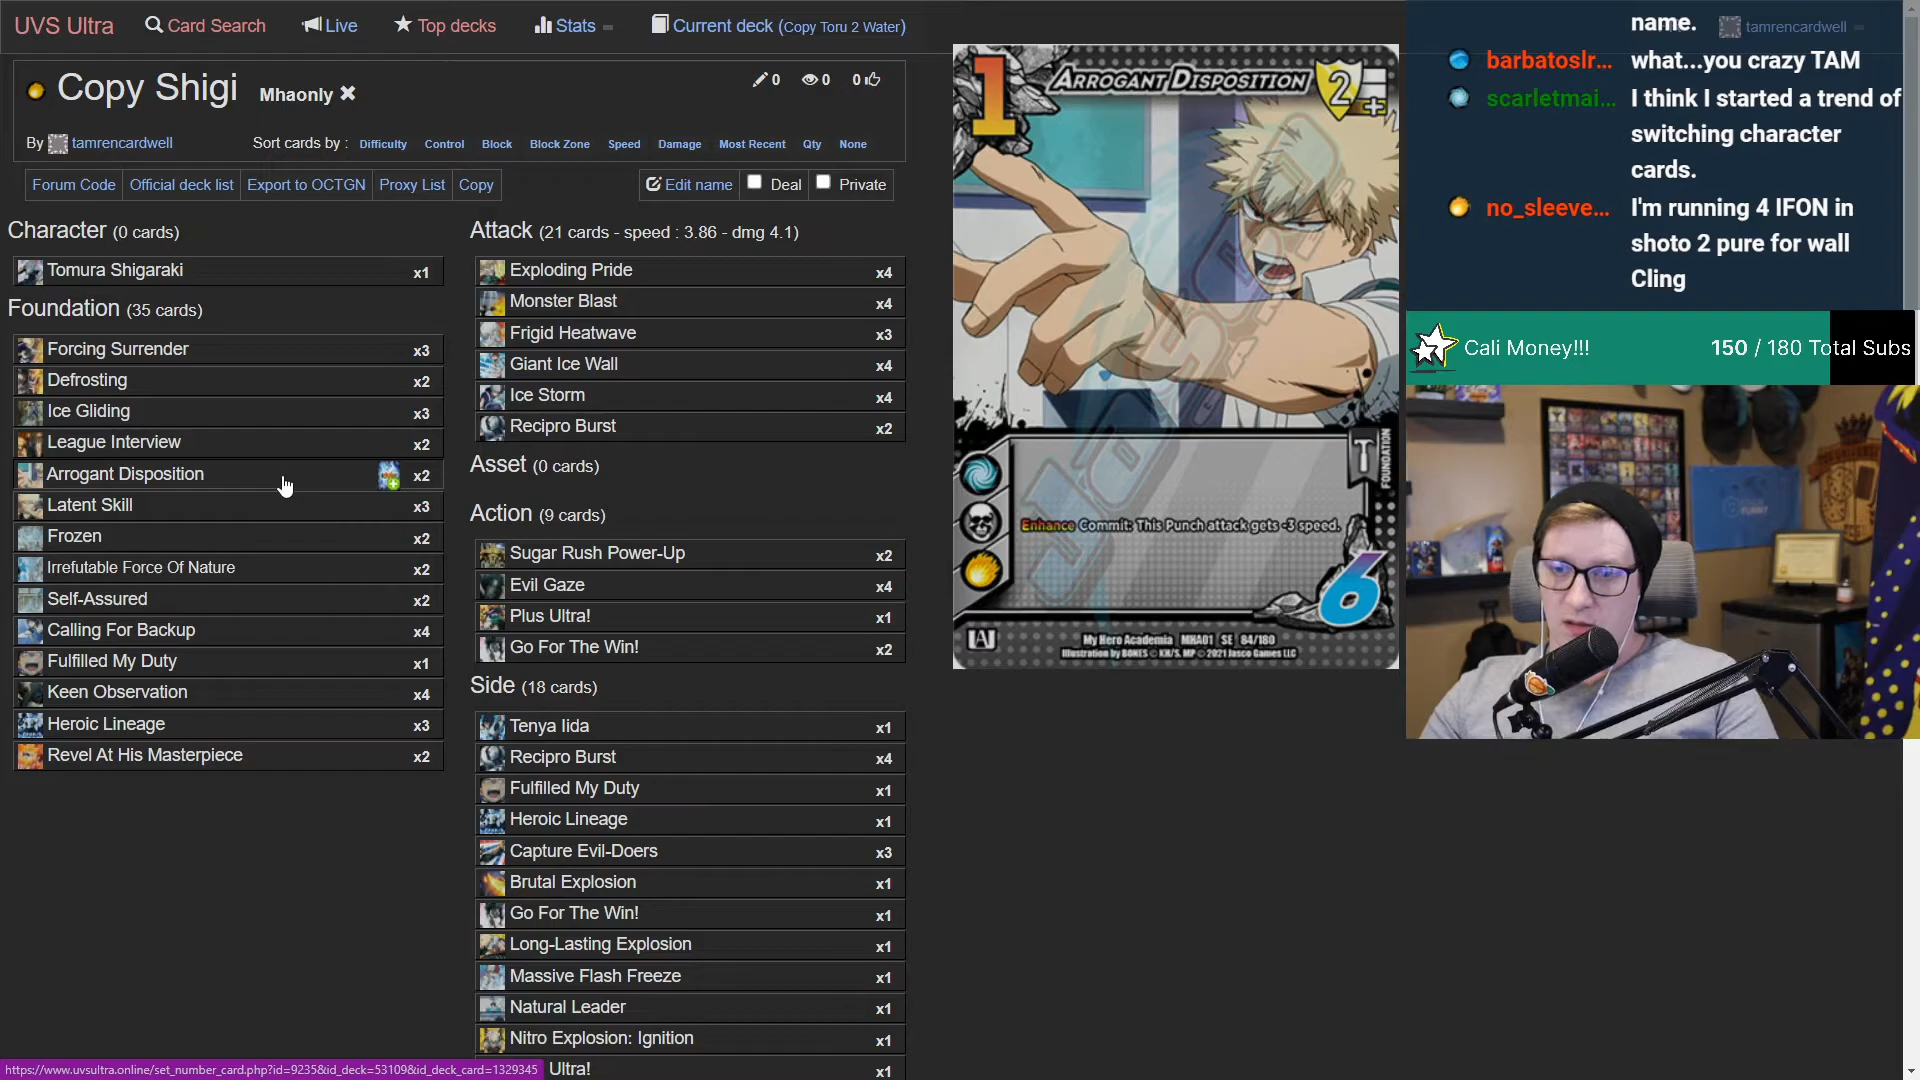 UVS Ultra
Card Search
Live
Top decks
Stats
Current deck (Copy Toru 2 Water)
tamrencardwell
Copy Shigi Mhaonly
0 0 0
By tamrencardwell
Sort cards by : Difficulty Control Block Block Zone Speed Damage Most Recent Qty None
Forum Code Official deck list Export to OCTGN Proxy List Copy
Edit name Deal Private
Character (0 cards)
Tomura Shigaraki x1
Foundation (35 cards)
Forcing Surrender x3
Defrosting x2
Ice Gliding x3
League Interview x2
Arrogant Disposition x2
Latent Skill x3
Frozen x2
Irrefutable Force Of Nature x2
Self-Assured x2
Calling For Backup x4
Fulfilled My Duty x1
Keen Observation x4
Heroic Lineage x3
Revel At His Masterpiece x2
Attack (21 cards - speed : 3.86 - dmg 4.1)
Exploding Pride x4
Monster Blast x4
Frigid Heatwave x3
Giant Ice Wall x4
Ice Storm x4
Recipro Burst x2
Asset (0 cards)
Action (9 cards)
Sugar Rush Power-Up x2
Evil Gaze x4
Plus Ultra! x1
Go For The Win! x2
Side (18 cards)
Tenya Iida x1
Recipro Burst x4
Fulfilled My Duty x1
Heroic Lineage x1
Capture Evil-Doers x3
Brutal Explosion x1
Go For The Win! x1
Long-Lasting Explosion x1
Massive Flash Freeze x1
Natural Leader x1
Nitro Explosion: Ignition x1
Ultra! x1
https://www.uvsultra.online/set_number_card.php?id=9235&id_deck=53109&id_deck_card=1329345
1
Arrogant Disposition
2
+
FOUNDATION
Enhance Commit: This Punch attack gets -3 speed.
6
[A]
My Hero Academia MHA01 SE 84/180
Illustration by BONES © KH/S, MP © 2021 Jasco Games LLC
name.
barbatoslr... what...you crazy TAM
scarletmai... I think I started a trend of
switching character
cards.
no_sleeve... I'm running 4 IFON in
shoto 2 pure for wall
Cling
Cali Money!!! 150 / 180 Total Subs